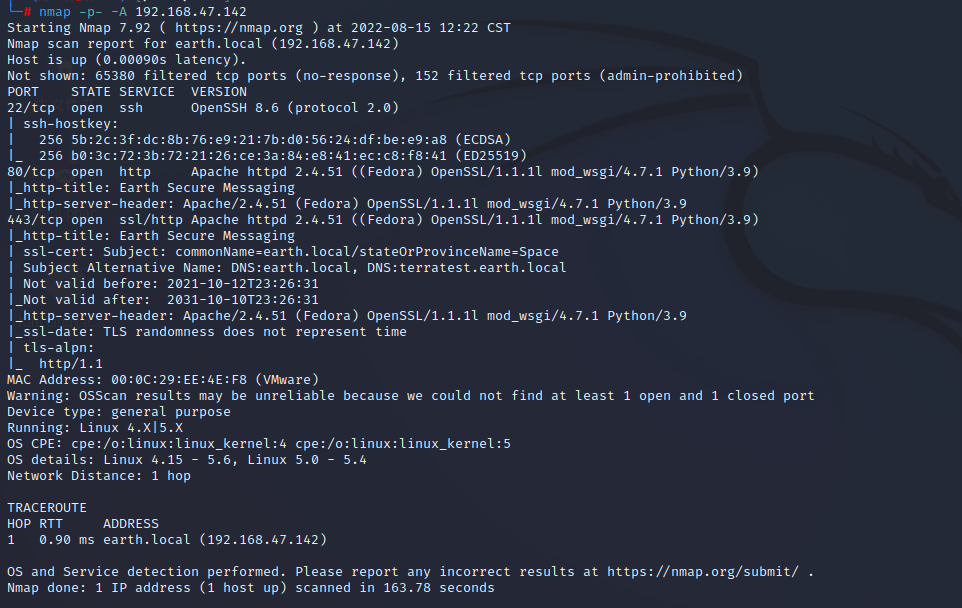 └─# nmap -p- -A 192.168.47.142
Starting Nmap 7.92 ( https://nmap.org ) at 2022-08-15 12:22 CST
Nmap scan report for earth.local (192.168.47.142)
Host is up (0.00090s latency).
Not shown: 65380 filtered tcp ports (no-response), 152 filtered tcp ports (admin-prohibited)
PORT    STATE SERVICE  VERSION
22/tcp  open  ssh      OpenSSH 8.6 (protocol 2.0)
| ssh-hostkey:
|   256 5b:2c:3f:dc:8b:76:e9:21:7b:d0:56:24:df:be:e9:a8 (ECDSA)
|_  256 b0:3c:72:3b:72:21:26:ce:3a:84:e8:41:ec:c8:f8:41 (ED25519)
80/tcp  open  http     Apache httpd 2.4.51 ((Fedora) OpenSSL/1.1.1l mod_wsgi/4.7.1 Python/3.9)
|_http-title: Earth Secure Messaging
|_http-server-header: Apache/2.4.51 (Fedora) OpenSSL/1.1.1l mod_wsgi/4.7.1 Python/3.9
443/tcp open  ssl/http Apache httpd 2.4.51 ((Fedora) OpenSSL/1.1.1l mod_wsgi/4.7.1 Python/3.9)
|_http-title: Earth Secure Messaging
| ssl-cert: Subject: commonName=earth.local/stateOrProvinceName=Space
| Subject Alternative Name: DNS:earth.local, DNS:terratest.earth.local
| Not valid before: 2021-10-12T23:26:31
|_Not valid after:  2031-10-10T23:26:31
|_http-server-header: Apache/2.4.51 (Fedora) OpenSSL/1.1.1l mod_wsgi/4.7.1 Python/3.9
|_ssl-date: TLS randomness does not represent time
| tls-alpn:
|_  http/1.1
MAC Address: 00:0C:29:EE:4E:F8 (VMware)
Warning: OSScan results may be unreliable because we could not find at least 1 open and 1 closed port
Device type: general purpose
Running: Linux 4.X|5.X
OS CPE: cpe:/o:linux:linux_kernel:4 cpe:/o:linux:linux_kernel:5
OS details: Linux 4.15 - 5.6, Linux 5.0 - 5.4
Network Distance: 1 hop

TRACEROUTE
HOP RTT     ADDRESS
1   0.90 ms earth.local (192.168.47.142)

OS and Service detection performed. Please report any incorrect results at https://nmap.org/submit/ .
Nmap done: 1 IP address (1 host up) scanned in 163.78 seconds